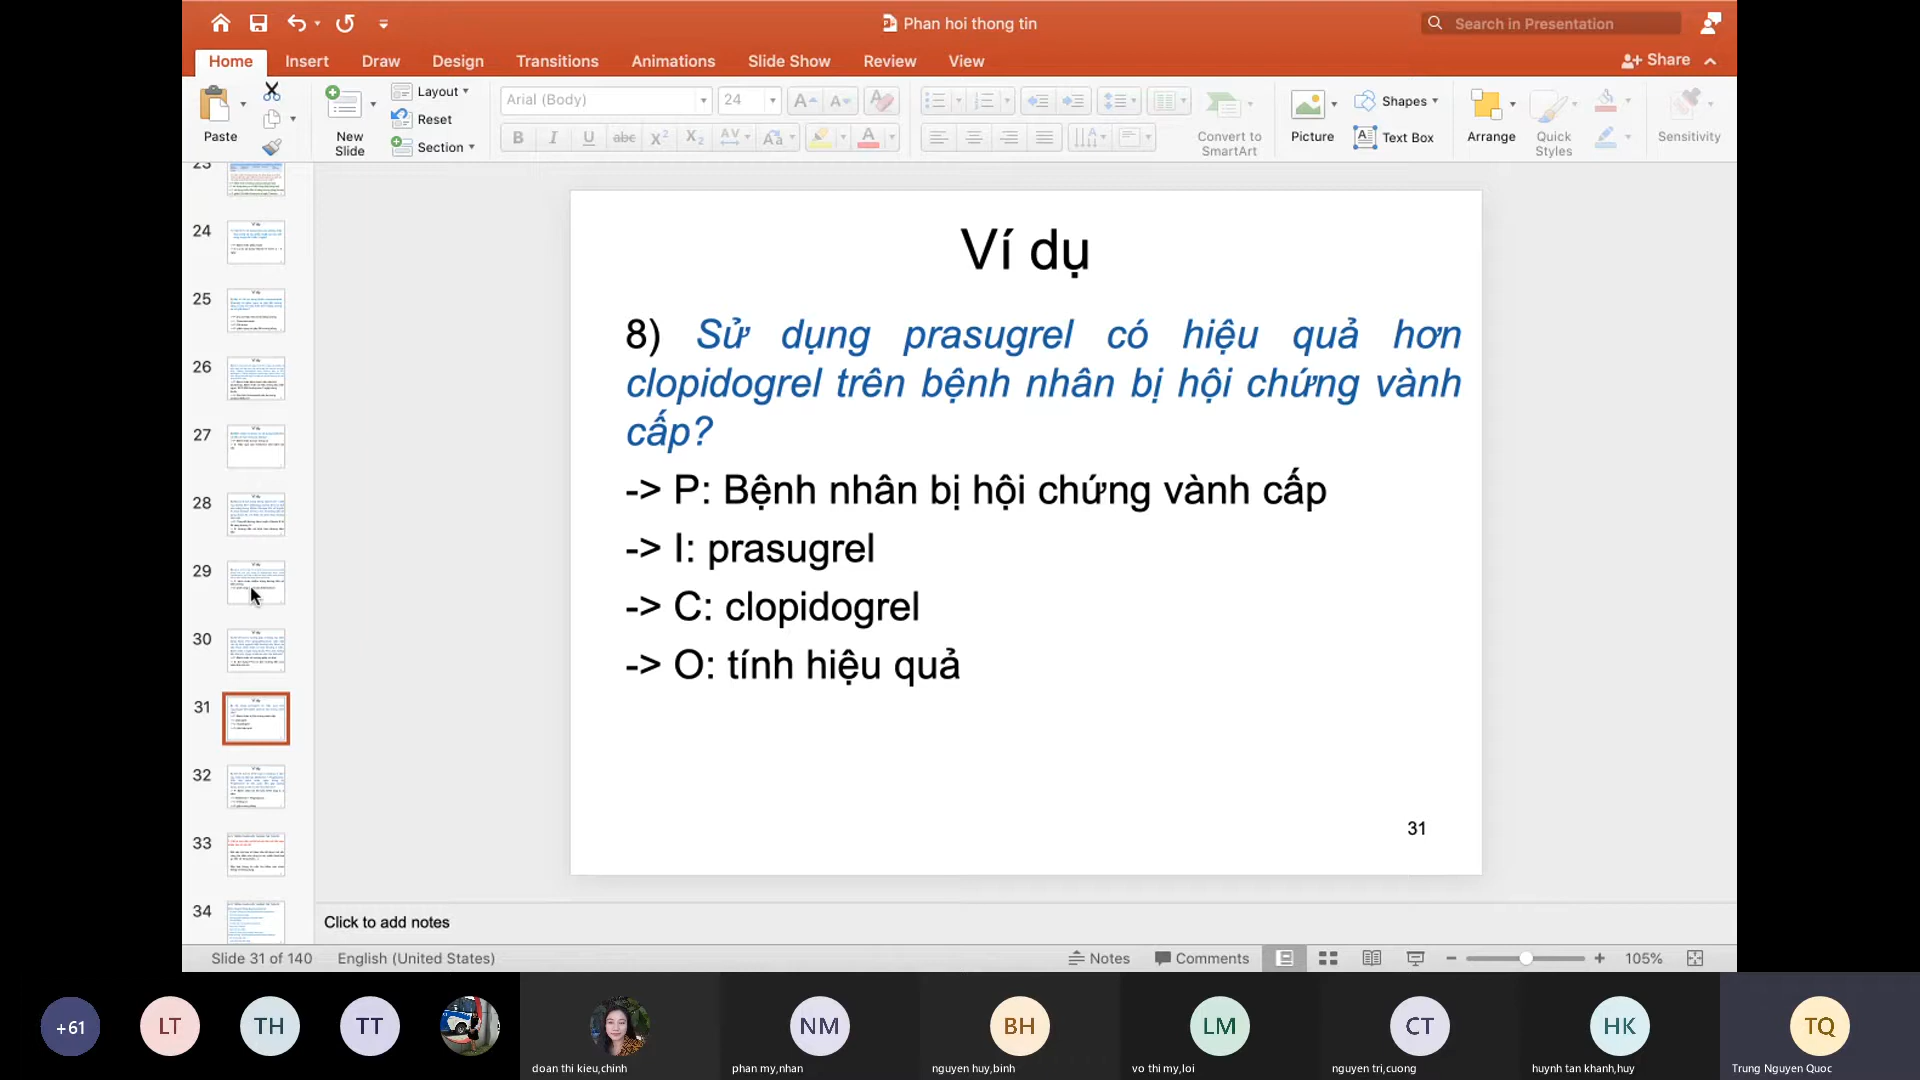 Phan hoi thong tin
Search in Presentation
Home Insert Draw Design Transitions Animations Slide Show Review View
Share
Paste
New Slide
Layout
Reset
Section
Arial (Body) 24
B I U abc X² X₂ AV Aa A
Convert to SmartArt
Picture
Shapes
Text Box
Arrange
Quick Styles
Sensitivity
23
24
25
26
27
28
29
30
31
32
33
34
Ví dụ
8) Sử dụng prasugrel có hiệu quả hơn
clopidogrel trên bệnh nhân bị hội chứng vành
cấp?
-> P: Bệnh nhân bị hội chứng vành cấp
-> I: prasugrel
-> C: clopidogrel
-> O: tính hiệu quả
31
Click to add notes
Slide 31 of 140 English (United States) Notes Comments 105%
+61 LT TH TT NM BH LM CT HK TQ
doan thi kieu,chinh phan my,nhan nguyen huy,binh vo thi my,loi nguyen tri,cuong huynh tan khanh,huy Trung Nguyen Quoc